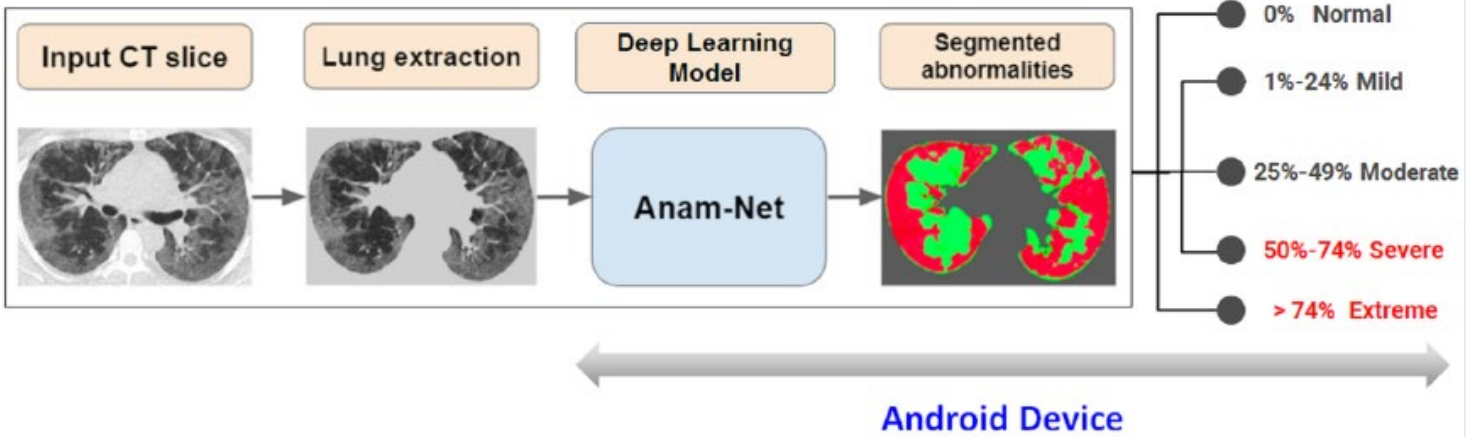 Input CT slice
Lung extraction
Deep Learning
Model
Segmented
abnormalities
Anam-Net
0% Normal
1%-24% Mild
25%-49% Moderate
50%-74% Severe
> 74% Extreme
Android Device